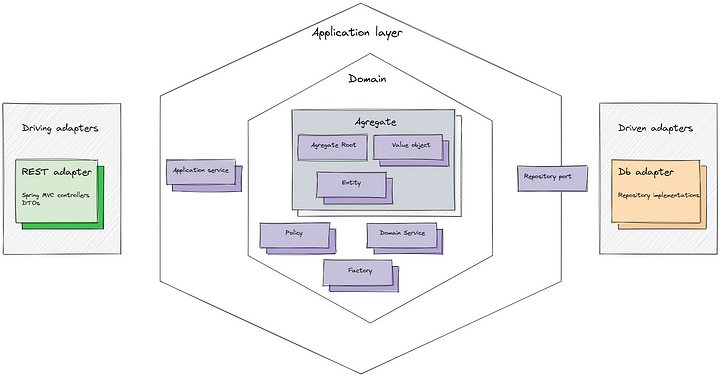 Application layer
Domain
Driving adapters
REST adapter
Spring MVC controllers
DTOs
Application service
Agregate
Agregate Root
Value object
Entity
Policy
Domain Service
Factory
Repository port
Driven adapters
Db adapter
Repository implementations